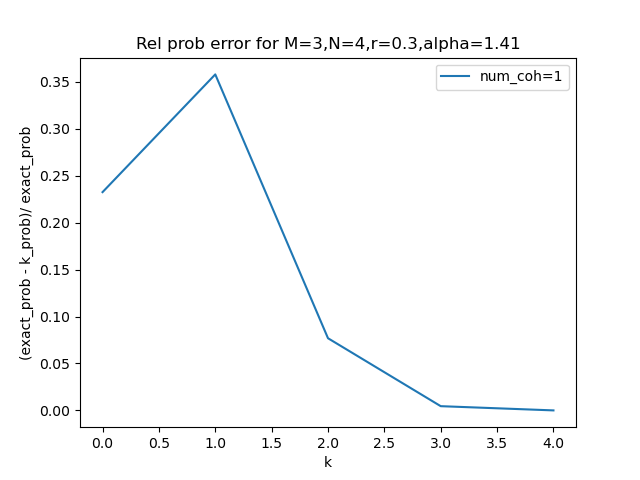 Rel prob error for M=3,N=4,r=0.3,alpha=1.41
num_coh=1
(exact_prob - k_prob)/ exact_prob
0.35
0.30
0.25
0.20
0.15
0.10
0.05
0.00
0.0 0.5 1.0 1.5 2.0 2.5 3.0 3.5 4.0
k